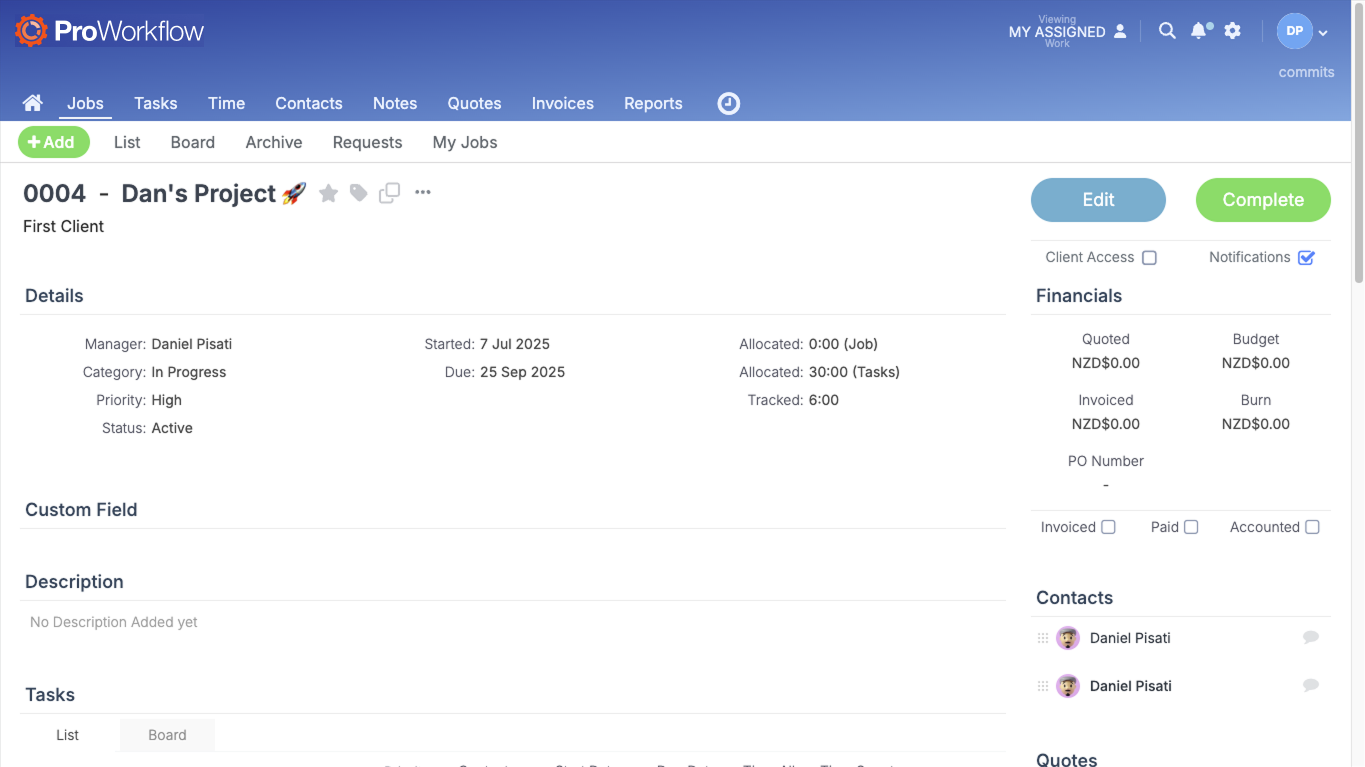 ProWorkflow
Viewing
MY ASSIGNED
Work
DP
commits
Jobs Tasks Time Contacts Notes Quotes Invoices Reports
Add List Board Archive Requests My Jobs
0004 - Dan's Project 🚀
First Client
Edit Complete
Client Access Notifications
Details
Manager: Daniel Pisati Started: 7 Jul 2025 Allocated: 0:00 (Job)
Category: In Progress Due: 25 Sep 2025 Allocated: 30:00 (Tasks)
Priority: High Tracked: 6:00
Status: Active
Financials
Quoted Budget
NZD$0.00 NZD$0.00
Invoiced Burn
NZD$0.00 NZD$0.00
PO Number
-
Invoiced Paid Accounted
Custom Field
Description
No Description Added yet
Contacts
Daniel Pisati
Daniel Pisati
Tasks
List Board
Quotes